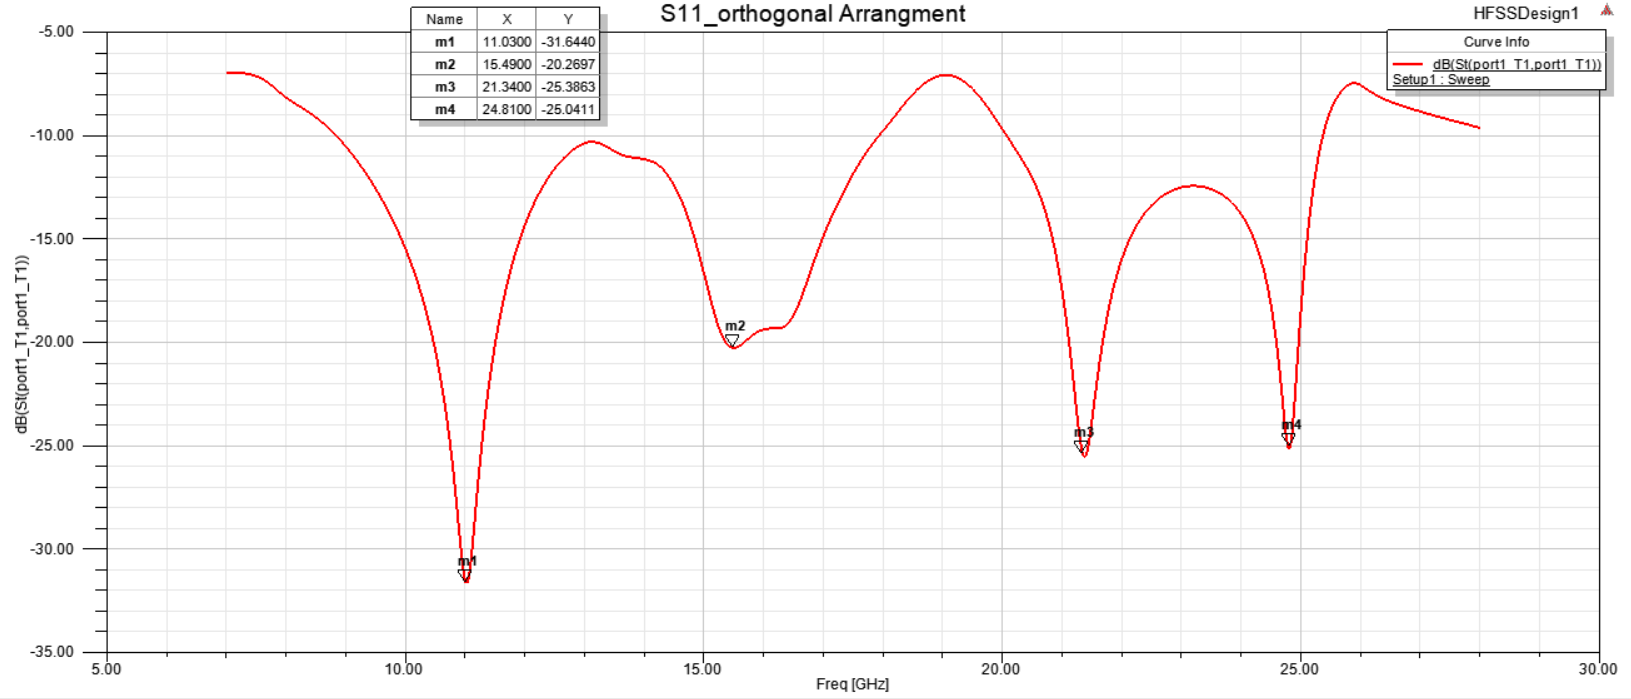 S11_orthogonal Arrangment
HFSSDesign1
Name X Y
m1 11.0300 -31.6440
m2 15.4900 -20.2697
m3 21.3400 -25.3863
m4 24.8100 -25.0411
Curve Info
dB(St(port1_T1,port1_T1))
Setup1 : Sweep
-5.00
-10.00
-15.00
-20.00
-25.00
-30.00
-35.00
dB(St(port1_T1,port1_T1))
m1
m2
m3
m4
5.00 10.00 15.00 20.00 25.00 30.00
Freq [GHz]